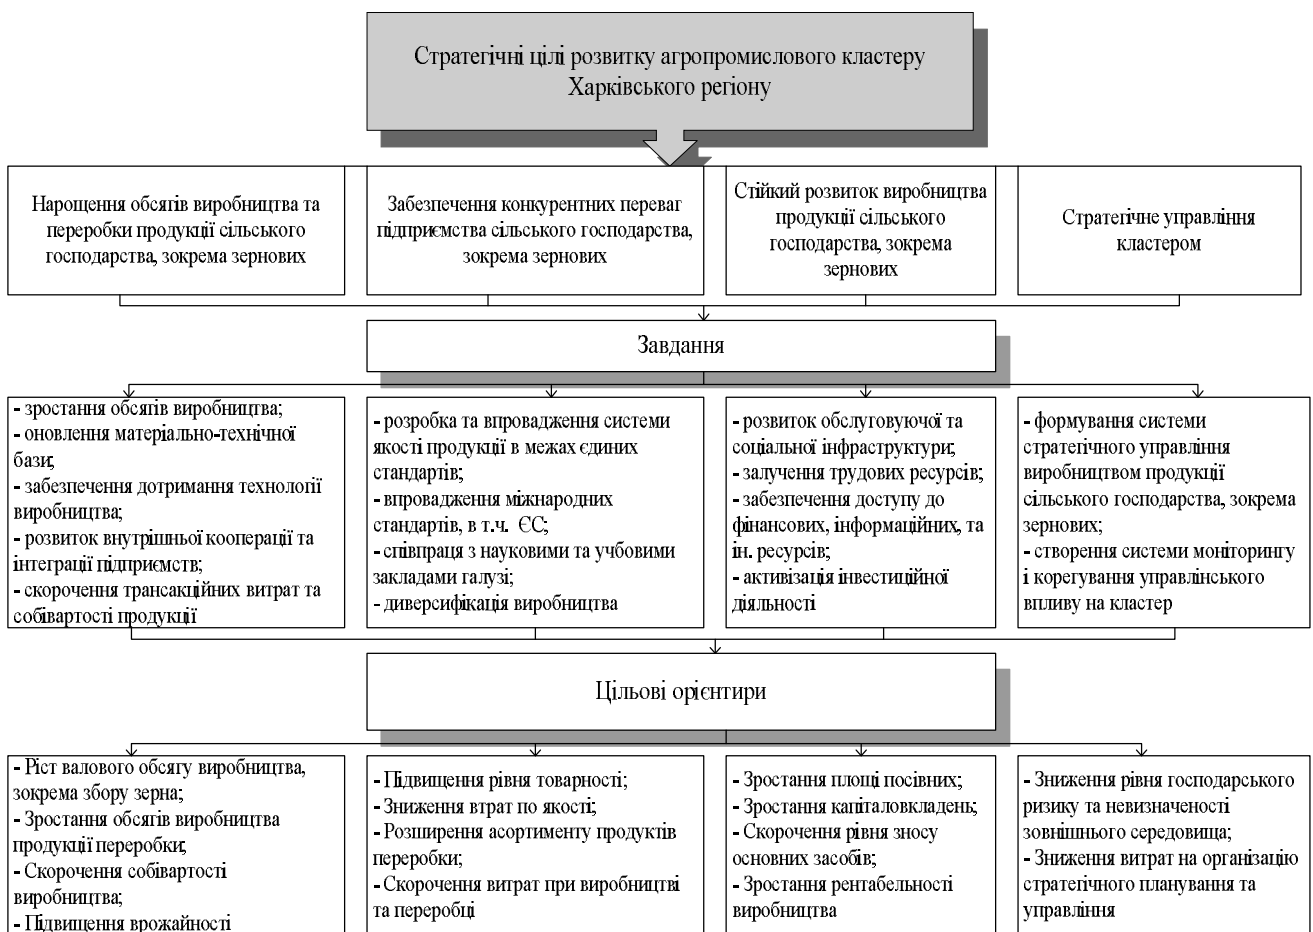 Стратегічні цілі розвитку агропромислового кластеру
Харківського регіону
Нарощення обсягів виробництва та
переробки продукції сільського
господарства, зокрема зернових
Забезпечення конкурентних переваг
підприємства сільського господарства,
зокрема зернових
Стійкий розвиток виробництва
продукції сільського
господарства, зокрема
зернових
Стратегічне управління
кластером
Завдання
- зростання обсягів виробництва;
- оновлення матеріально-технічної
бази;
- забезпечення дотримання технології
виробництва;
- розвиток внутрішньої кооперації та
інтеграції підприємств;
- скорочення трансакційних витрат та
собівартості продукції
- розробка та впровадження системи
якості продукції в межах єдиних
стандартів;
- впровадження міжнародних
стандартів, в т.ч. ЄС;
- співпраця з науковими та учбовими
закладами галузі;
- диверсифікація виробництва
- розвиток обслуговуючої та
соціальної інфраструктури;
- залучення трудових ресурсів;
- забезпечення доступу до
фінансових, інформаційних, та
ін. ресурсів;
- активізація інвестиційної
діяльності
- формування системи
стратегічного управління
виробництвом продукції
сільського господарства, зокрема
зернових;
- створення системи моніторингу
і корегування управлінського
впливу на кластер
Цільові орієнтири
- Ріст валового обсягу виробництва,
зокрема збору зерна;
- Зростання обсягів виробництва
продукції переробки;
- Скорочення собівартості
виробництва;
- Підвищення врожайності
- Підвищення рівня товарності;
- Зниження втрат по якості;
- Розширення асортименту продуктів
переробки;
- Скорочення витрат при виробництві
та переробці
- Зростання площі посівних;
- Зростання капіталовкладень;
- Скорочення рівня зносу
основних засобів;
- Зростання рентабельності
виробництва
- Зниження рівня господарського
ризику та невизначеності
зовнішнього середовища;
- Зниження витрат на організацію
стратегічного планування та
управління